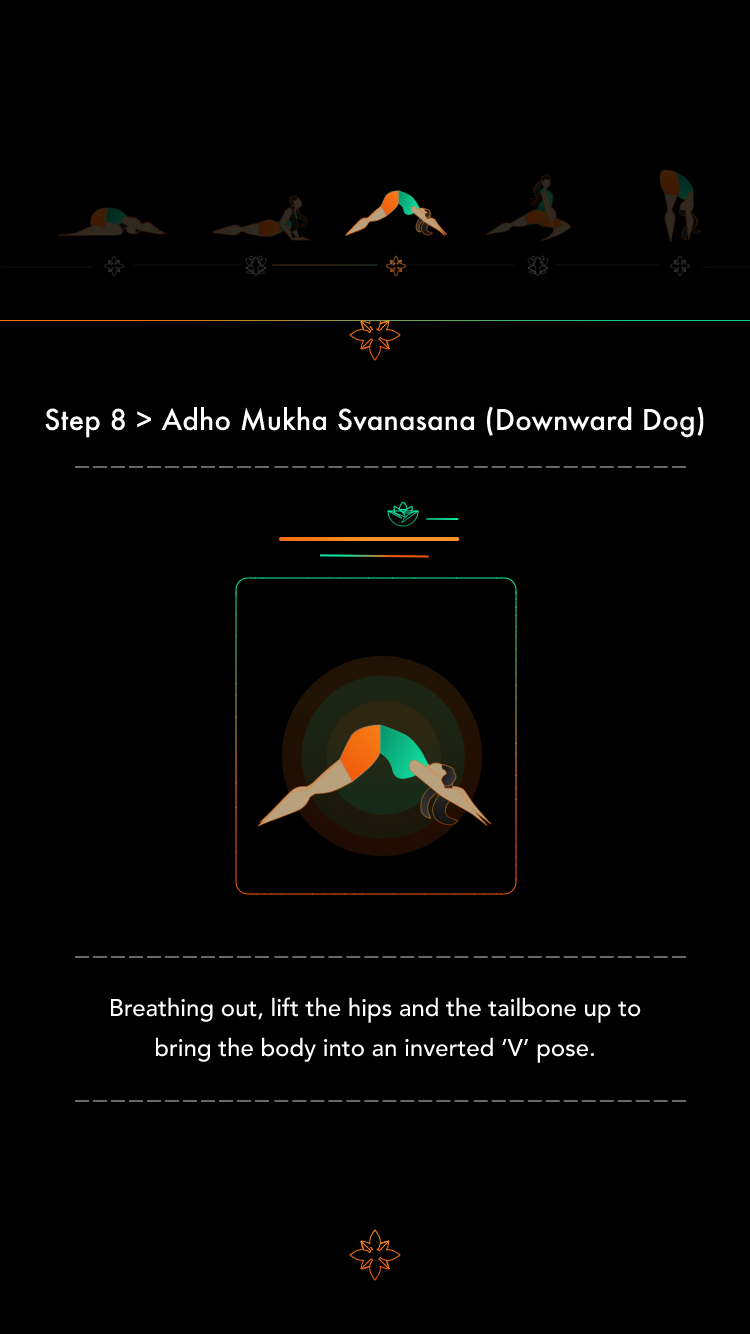 Step 8 > Adho Mukha Svanasana (Downward Dog)
Breathing out, lift the hips and the tailbone up to
bring the body into an inverted ‘V’ pose.